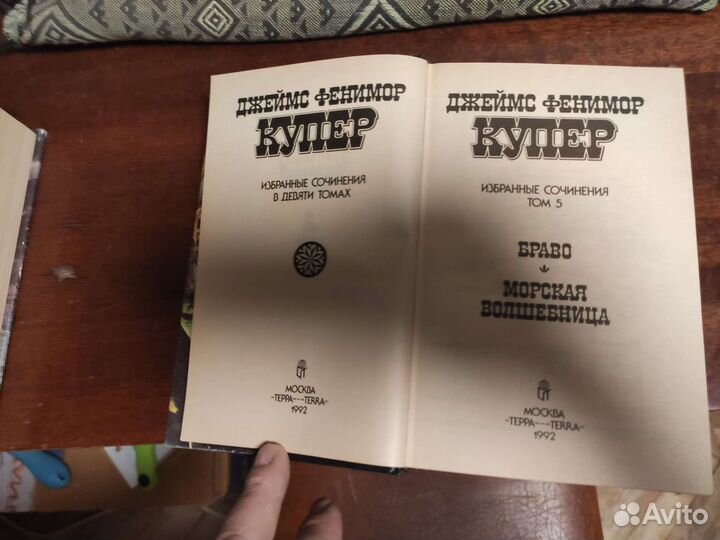 ДЖЕЙМС ФЕНИМОР
КУПЕР
ИЗБРАННЫЕ СОЧИНЕНИЯ
В ДЕВЯТИ ТОМАХ
МОСКВА
«ТЕРРА»—«TERRA»
1992
ДЖЕЙМС ФЕНИМОР
КУПЕР
ИЗБРАННЫЕ СОЧИНЕНИЯ
ТОМ 5
БРАВО
МОРСКАЯ
ВОЛШЕБНИЦА
МОСКВА
«ТЕРРА»—«TERRA»
1992
Avito